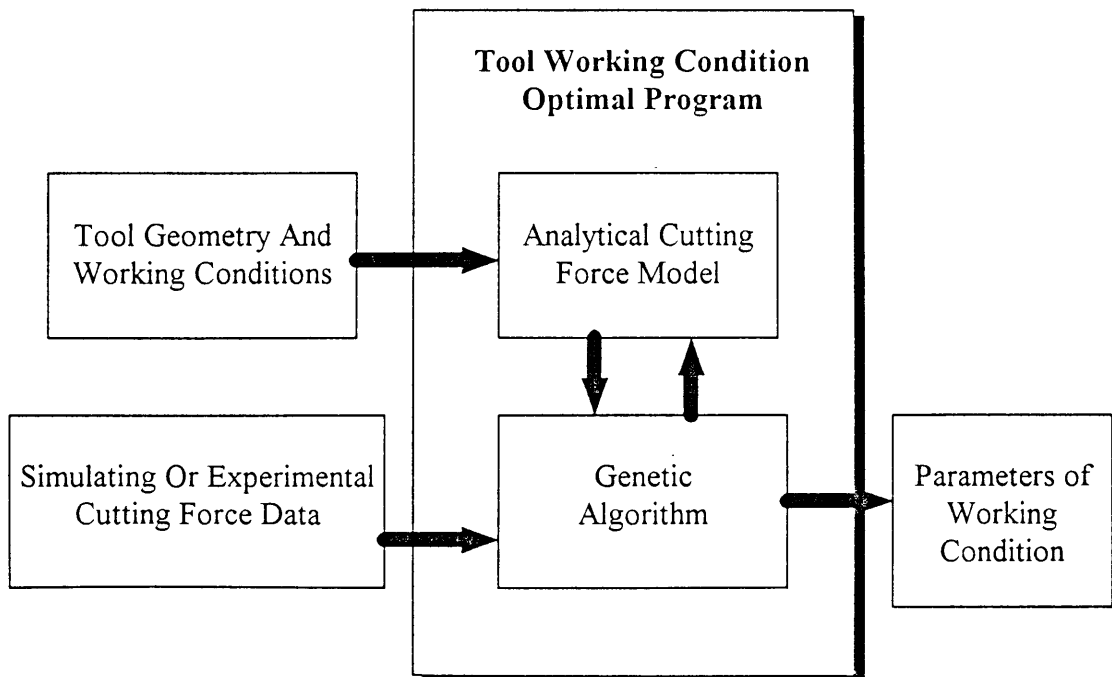 Tool Working Condition
Optimal Program
Tool Geometry And
Working Conditions
Analytical Cutting
Force Model
Simulating Or Experimental
Cutting Force Data
Genetic
Algorithm
Parameters of
Working
Condition